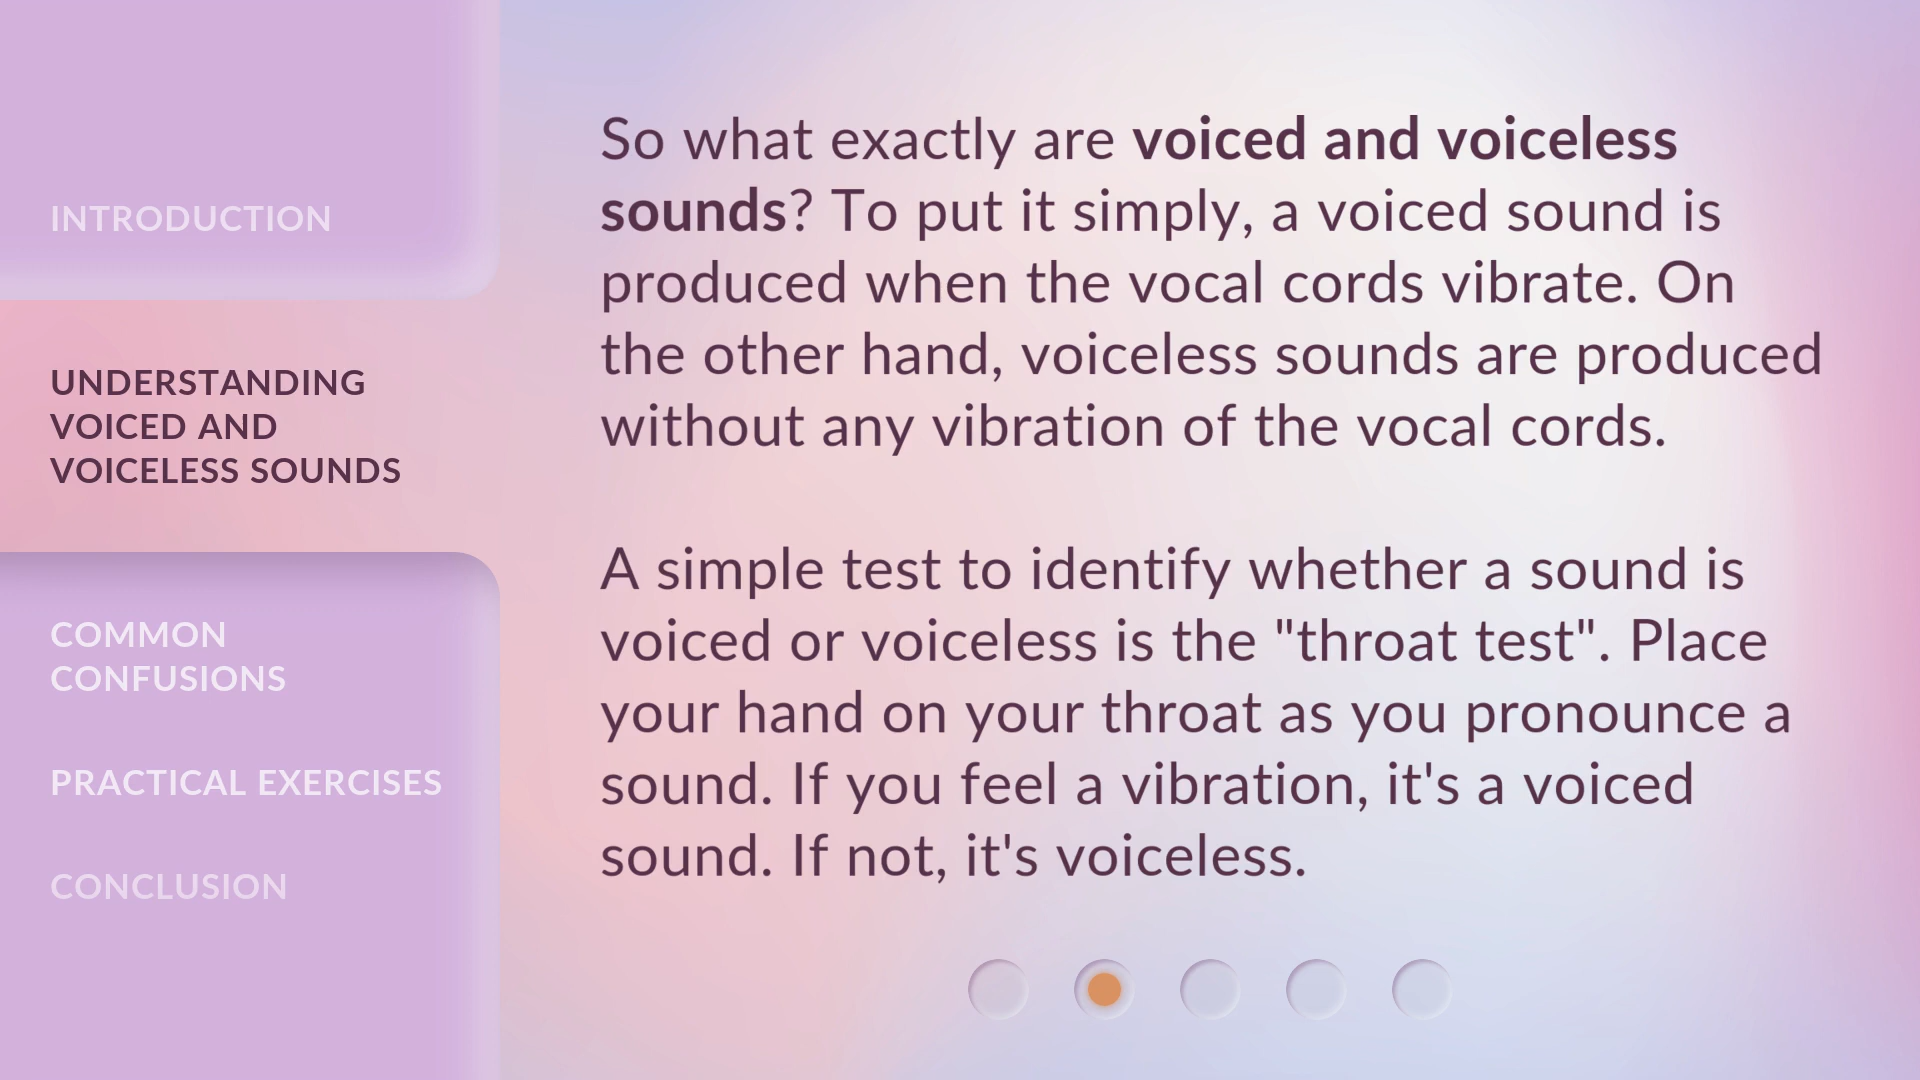 INTRODUCTION
UNDERSTANDING
VOICED AND
VOICELESS SOUNDS
COMMON
CONFUSIONS
PRACTICAL EXERCISES
CONCLUSION
So what exactly are voiced and voiceless
sounds? To put it simply, a voiced sound is
produced when the vocal cords vibrate. On
the other hand, voiceless sounds are produced
without any vibration of the vocal cords.
A simple test to identify whether a sound is
voiced or voiceless is the "throat test". Place
your hand on your throat as you pronounce a
sound. If you feel a vibration, it's a voiced
sound. If not, it's voiceless.